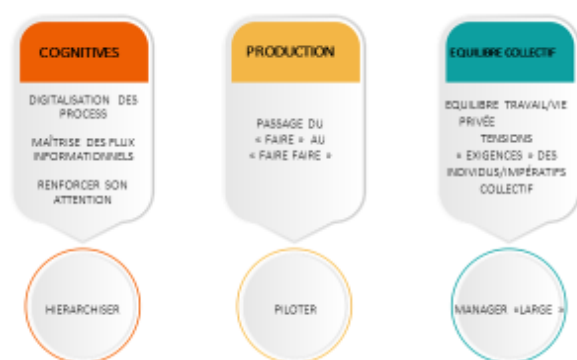 COGNITIVES
DIGITALISATION DES
PROCESS
MAÎTRISE DES FLUX
INFORMATIONNELS
RENFORCER SON
ATTENTION
HIERARCHISER
PRODUCTION
PASSAGE DU
« FAIRE » AU
« FAIRE FAIRE »
PILOTER
EQUILIBRE COLLECTIF
EQUILIBRE TRAVAIL/VIE
PRIVÉE
TENSIONS
« EXIGENCES » DES
INDIVIDUS/IMPÉRATIFS
COLLECTIF
MANAGER «LARGE »